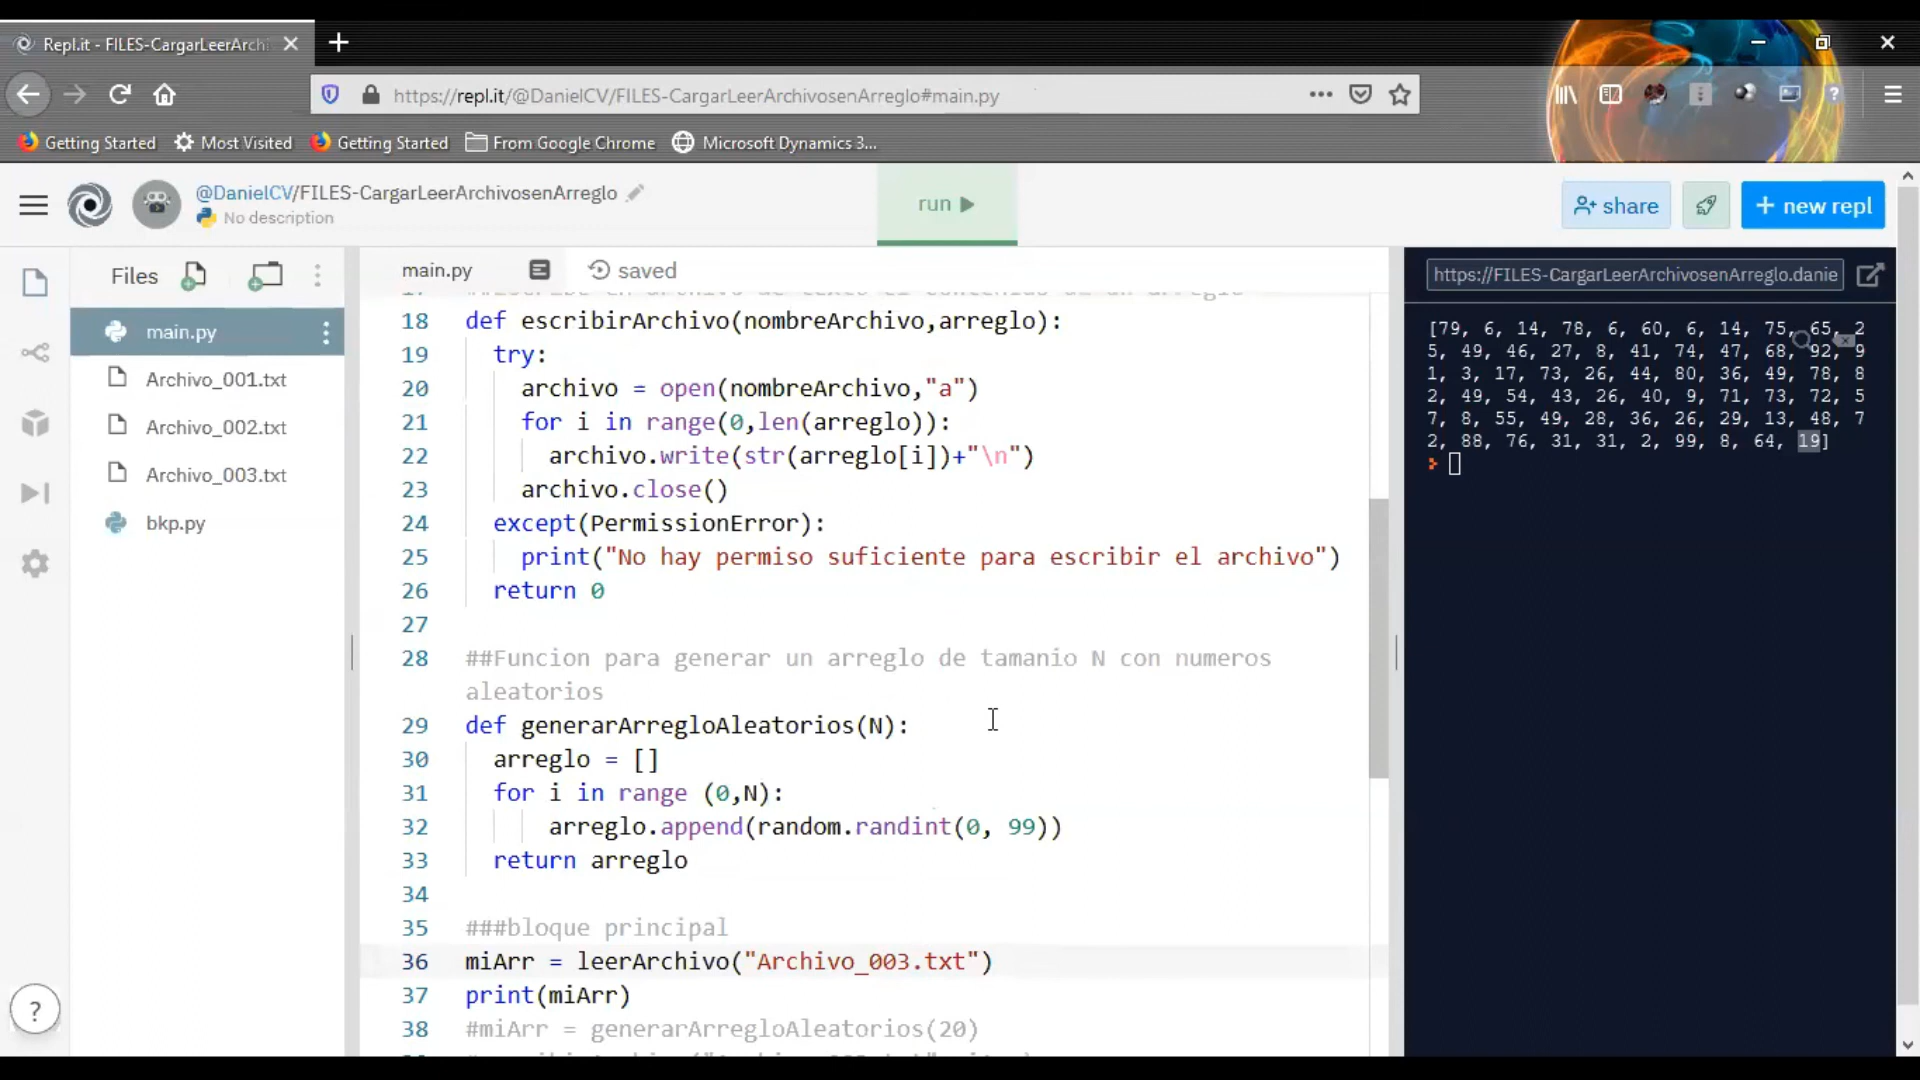 Repl.it - FILES-CargarLeerArchi
https://repl.it/@DanielCV/FILES-CargarLeerArchivosenArreglo#main.py
Getting Started
Most Visited
Getting Started
From Google Chrome
Microsoft Dynamics 3...
@DanielCV/FILES-CargarLeerArchivosenArreglo
No description
run
share
+ new repl
Files
main.py
Archivo_001.txt
Archivo_002.txt
Archivo_003.txt
bkp.py
main.py
saved
18 def escribirArchivo(nombreArchivo,arreglo):
19 try:
20 archivo = open(nombreArchivo,"a")
21 for i in range(0,len(arreglo)):
22 archivo.write(str(arreglo[i])+"\n")
23 archivo.close()
24 except(PermissionError):
25 print("No hay permiso suficiente para escribir el archivo")
26 return 0
27
28 ##Funcion para generar un arreglo de tamanio N con numeros
aleatorios
29 def generarArregloAleatorios(N):
30 arreglo = []
31 for i in range (0,N):
32 arreglo.append(random.randint(0, 99))
33 return arreglo
34
35 ###bloque principal
36 miArr = leerArchivo("Archivo_003.txt")
37 print(miArr)
38 #miArr = generarArregloAleatorios(20)
https://FILES-CargarLeerArchivosenArreglo.danie
[79, 6, 14, 78, 6, 60, 6, 14, 75, 65, 2
5, 49, 46, 27, 8, 41, 74, 47, 68, 92, 9
1, 3, 17, 73, 26, 44, 80, 36, 49, 78, 8
2, 49, 54, 43, 26, 40, 9, 71, 73, 72, 5
7, 8, 55, 49, 28, 36, 26, 29, 13, 48, 7
2, 88, 76, 31, 31, 2, 99, 8, 64, 19]
?